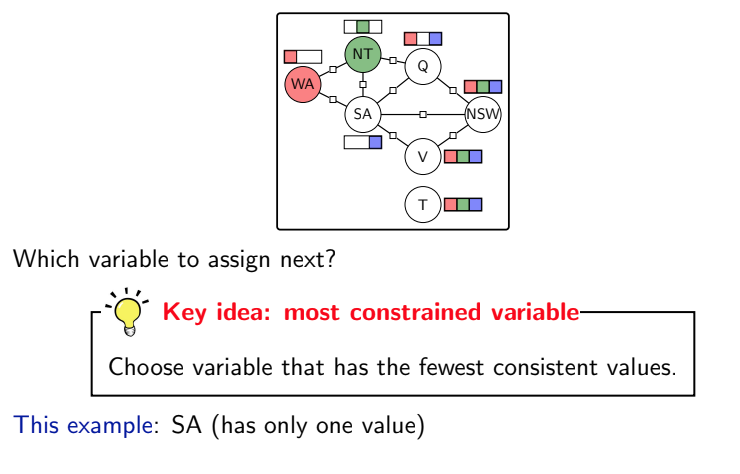 NT
Q
WA
SA
NSW
V
T
Which variable to assign next?
Key idea: most constrained variable
Choose variable that has the fewest consistent values.
This example: SA (has only one value)